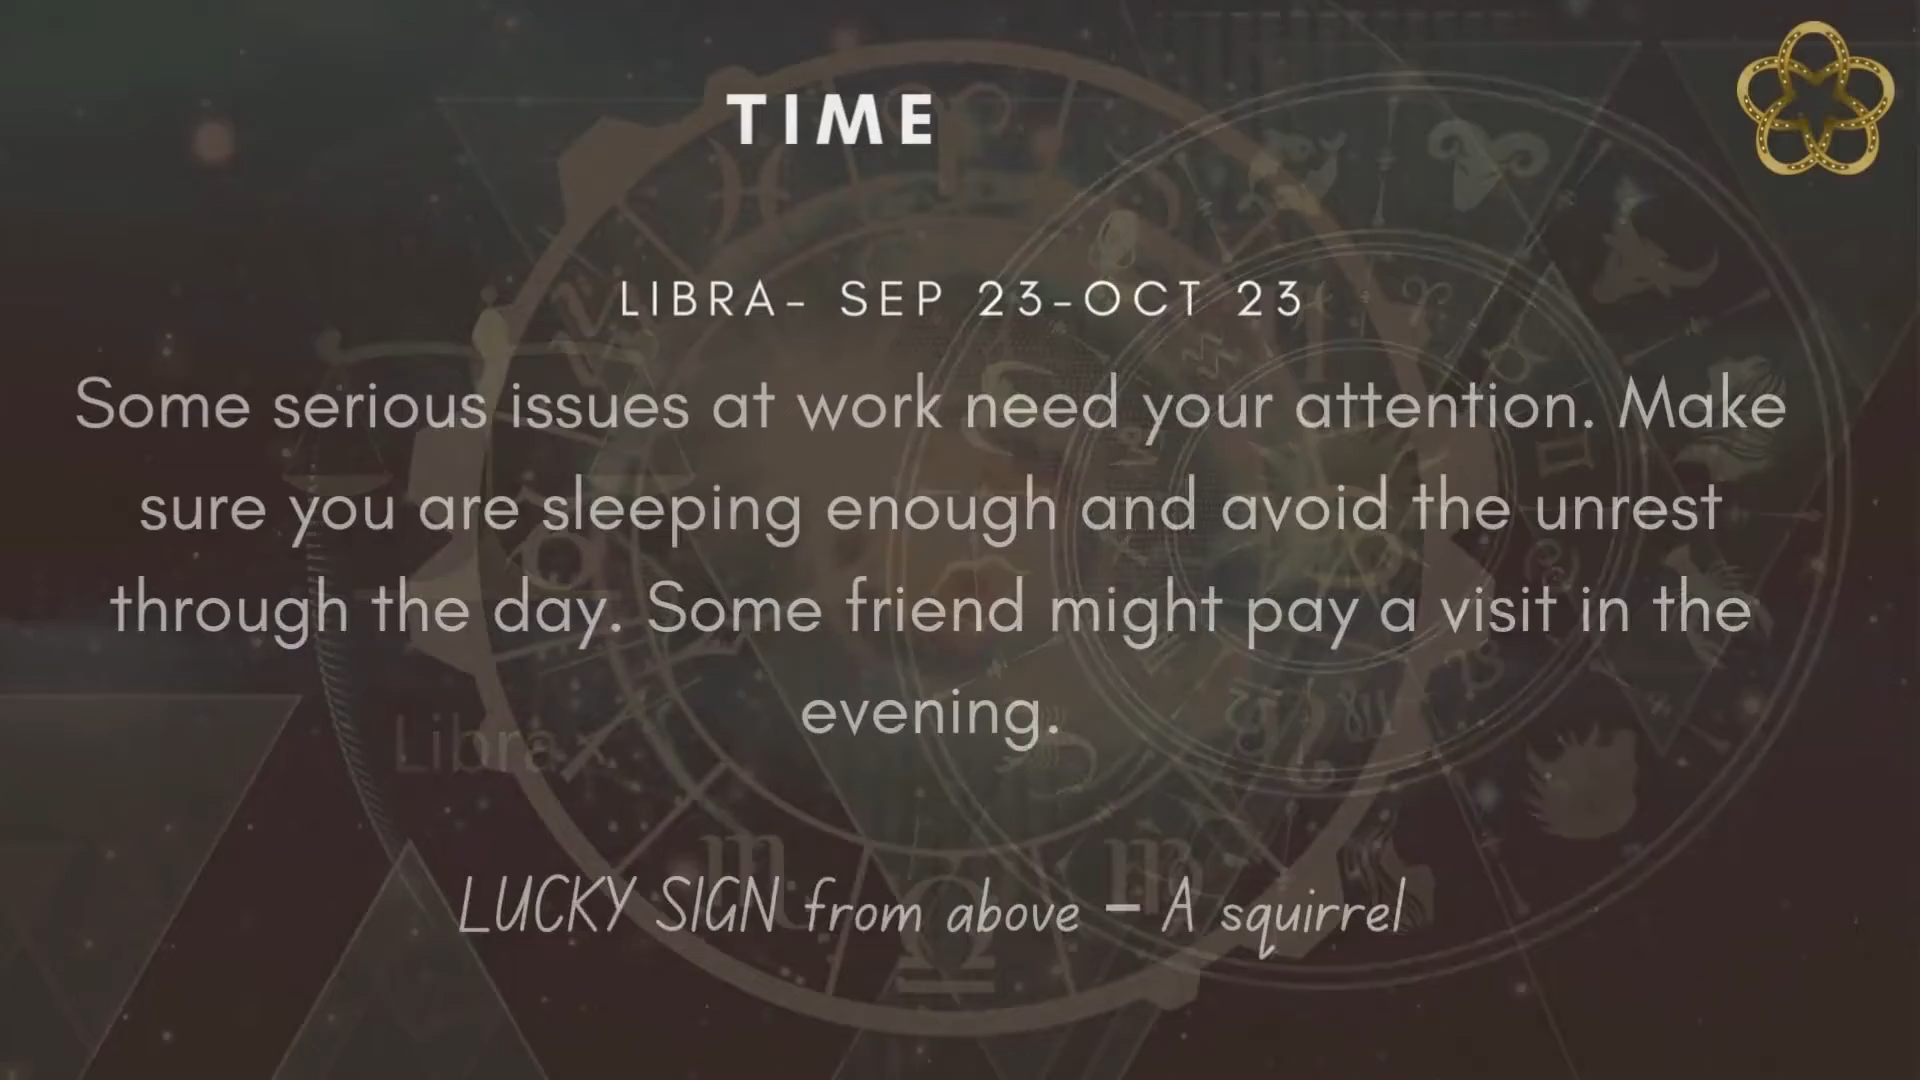 TIME
LIBRA- SEP 23-OCT 23
Some serious issues at work need your attention. Make
sure you are sleeping enough and avoid the unrest
through the day. Some friend might pay a visit in the
evening.
Libra
LUCKY SIGN from above – A squirrel